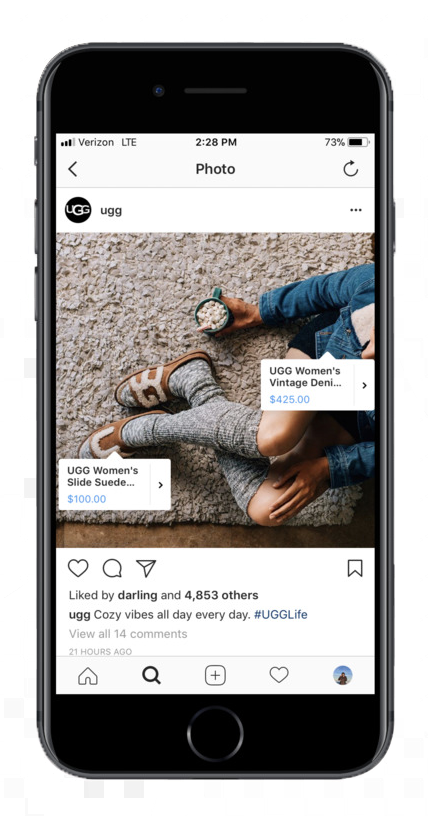 Verizon LTE 2:28 PM 73%
Photo
UGG ugg
UGG Women's
Vintage Deni...
$425.00
UGG Women's
Slide Suede...
$100.00
Liked by darling and 4,853 others
ugg Cozy vibes all day every day. #UGGLife
View all 14 comments
21 HOURS AGO